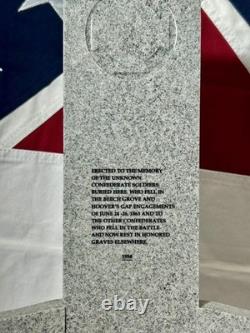 ERECTED TO THE MEMORY
OF THE UNKNOWN
CONFEDERATE SOLDIERS
BURIED HERE, WHO FELL IN
THE BEECH GROVE AND
HOOVER'S GAP ENGAGEMENTS
OF JUNE 24 -26, 1863 AND TO
THE OTHER CONFEDERATES
WHO FELL IN THE BATTLE
AND NOW REST IN HONORED
GRAVES ELSEWHERE.